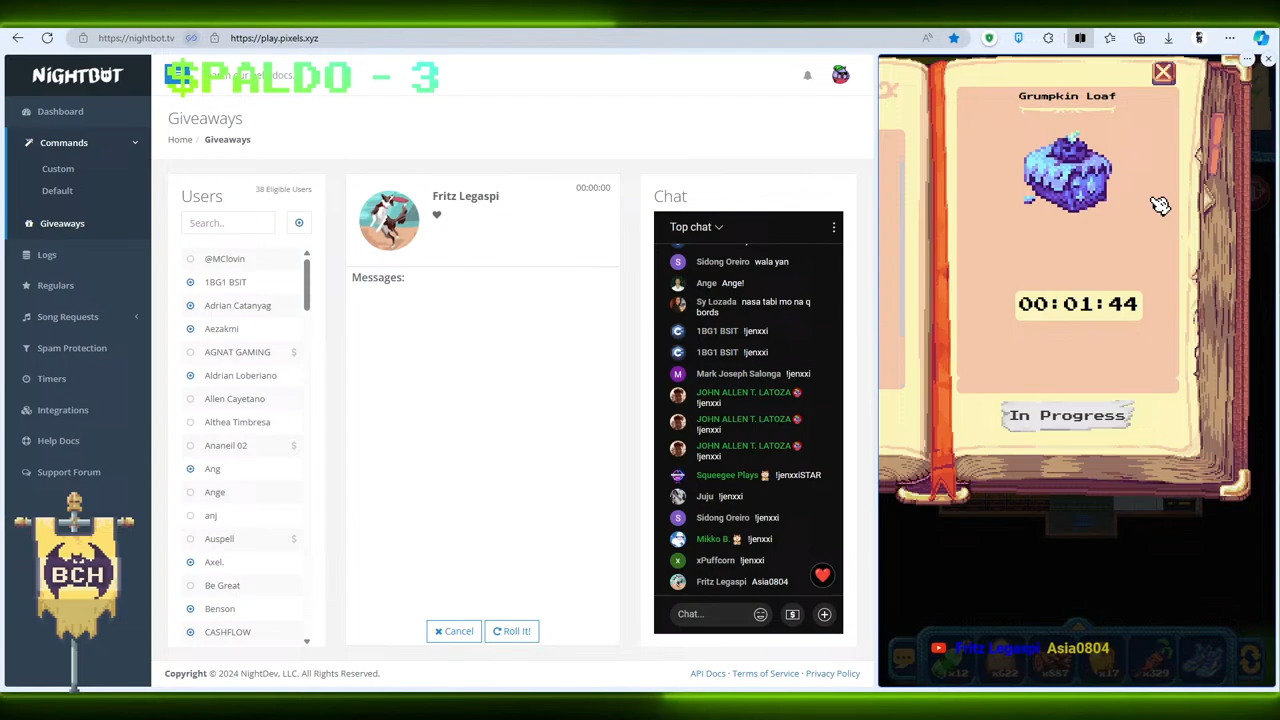 https://nightbot.tv
https://play.pixels.xyz
NiGHTBOT
$PALDO - 3
Dashboard
Commands
Custom
Default
Giveaways
Logs
Regulars
Song Requests
Spam Protection
Timers
Integrations
Help Docs
Support Forum
BCH
Giveaways
Home Giveaways
Users
38 Eligible Users
Search..
@MClovin
1BG1 BSIT
Adrian Catanyag
Aezakmi
AGNAT GAMING $
Aldrian Loberiano
Allen Cayetano
Althea Timbresa
Ananeil 02 $
Ang
Ange
anj
Auspell $
Axel.
Be Great
Benson
CASHFLOW
Fritz Legaspi
00:00:00
Messages:
Cancel
Roll It!
Chat
Top chat
Sidong Oreiro wala yan
Ange Ange!
Sy Lozada nasa tabi mo na q
bords
1BG1 BSIT !jenxxi
1BG1 BSIT !jenxxi
Mark Joseph Salonga !jenxxi
JOHN ALLEN T. LATOZA
!jenxxi
JOHN ALLEN T. LATOZA
!jenxxi
JOHN ALLEN T. LATOZA
!jenxxi
Squeegee Plays !jenxxiSTAR
Juju !jenxxi
Sidong Oreiro !jenxxi
Mikko B. !jenxxi
xPuffcorn !jenxxi
Fritz Legaspi Asia0804
Chat...
Copyright © 2024 NightDev, LLC. All Rights Reserved.
API Docs - Terms of Service - Privacy Policy
Grumpkin Loaf
00:01:44
In Progress
Fritz Legaspi Asia0804
x12
x622
x587
x17
x329